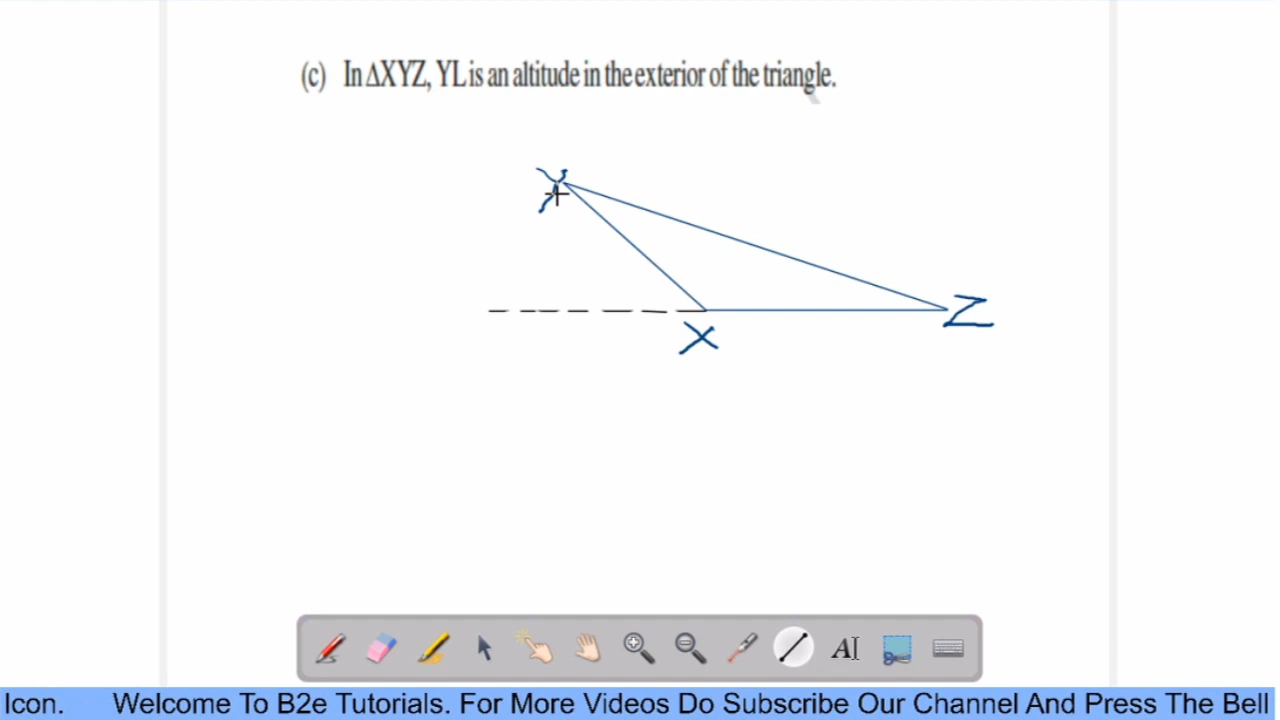 (c) In ΔXYZ, YL is an altitude in the exterior of the triangle.
Y
Z
X
AI
Icon. Welcome To B2e Tutorials. For More Videos Do Subscribe Our Channel And Press The Bell